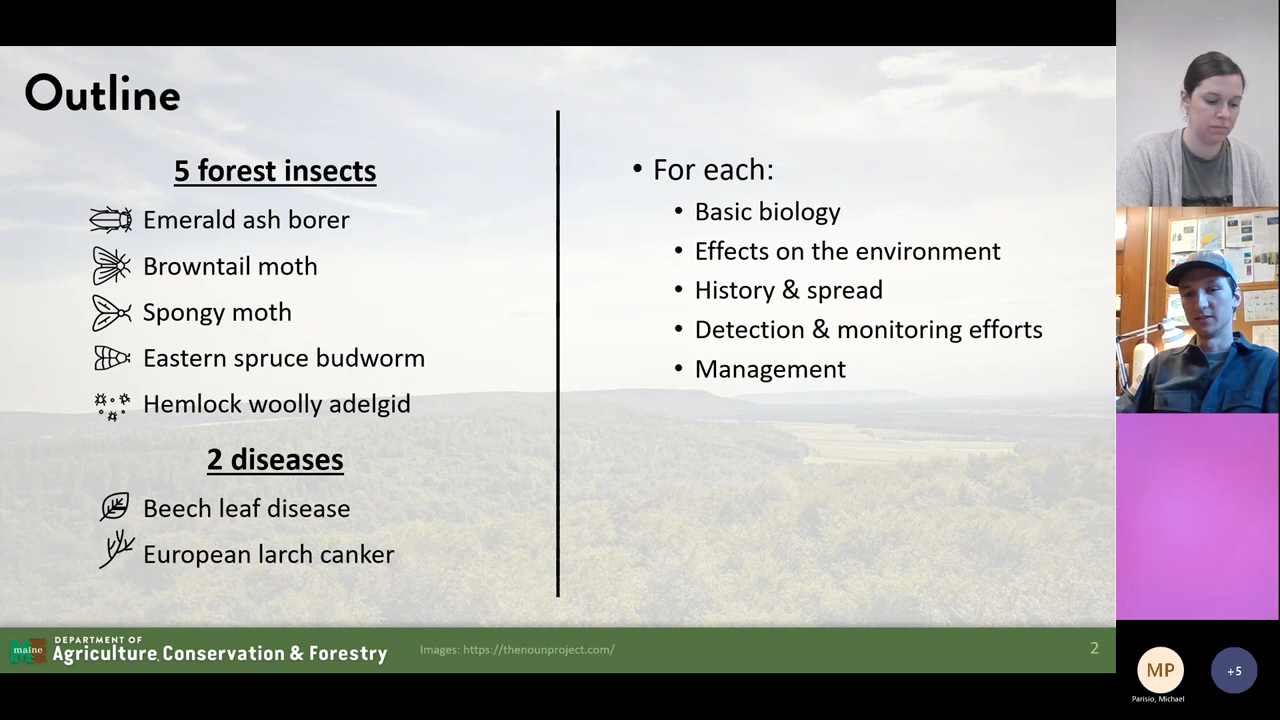 Outline
5 forest insects
Emerald ash borer
Browntail moth
Spongy moth
Eastern spruce budworm
Hemlock woolly adelgid
2 diseases
Beech leaf disease
European larch canker
• For each:
• Basic biology
• Effects on the environment
• History & spread
• Detection & monitoring efforts
• Management
maine
DEPARTMENT OF
Agriculture, Conservation & Forestry
Images: https://thenounproject.com/
2
MP
Parisio, Michael
+5